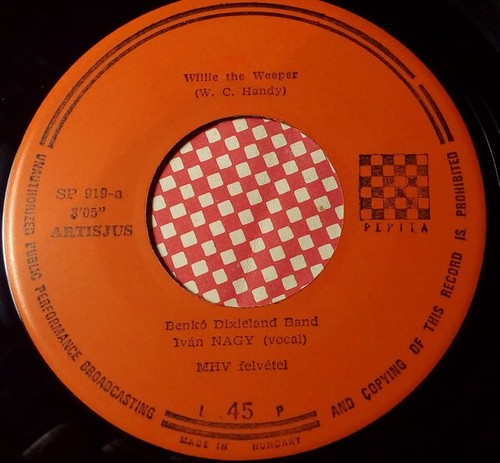 Willie the Weeper
(W. C. Handy)
SP 919-a
3'05"
ARTISJUS
PEPITA
Benkó Dixieland Band
Iván NAGY (vocal)
MHV felvétel
L 45 P
UNAUTHORIZED PUBLIC PERFORMANCE BROADCASTING AND COPYING OF THIS RECORD IS PROHIBITED
MADE IN HUNGARY